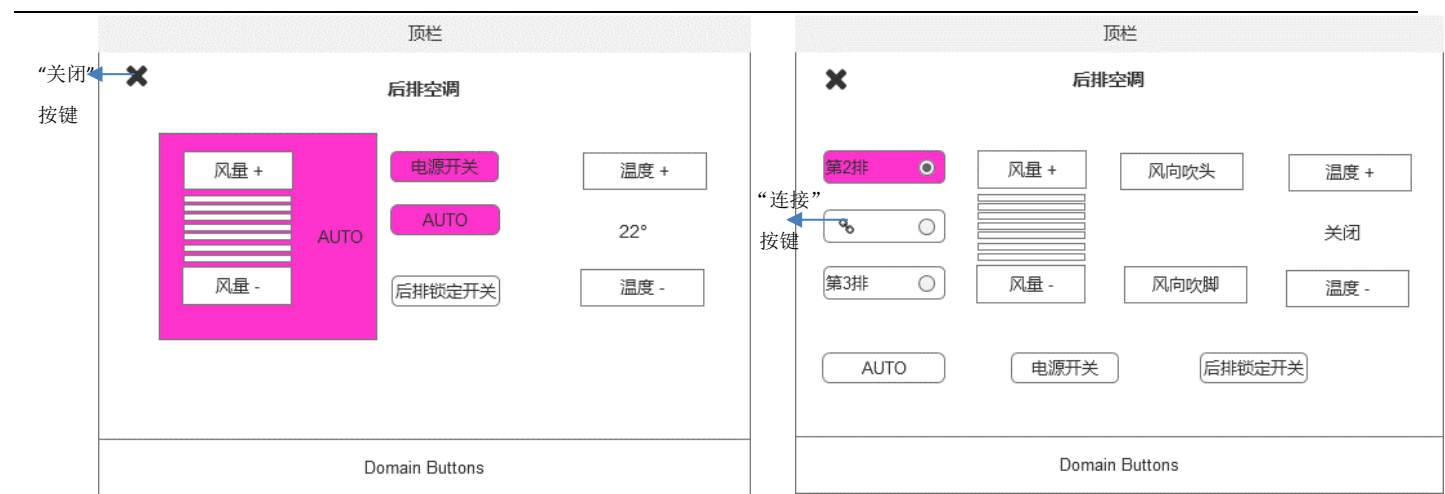 顶栏
“关闭”
按键
后排空调
风量 +
电源开关
温度 +
AUTO
AUTO
22°
风量 -
后排锁定开关
温度 -
Domain Buttons
顶栏
后排空调
第2排
风量 +
风向吹头
温度 +
“连接”
按键
关闭
第3排
风量 -
风向吹脚
温度 -
AUTO
电源开关
后排锁定开关
Domain Buttons